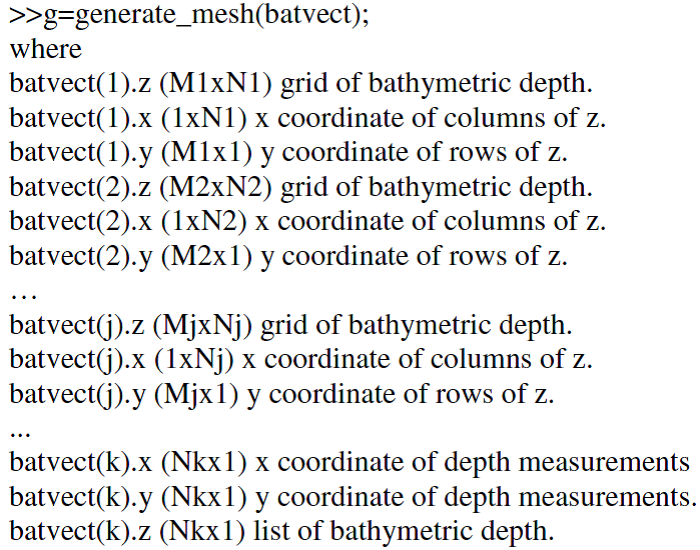 >>g=generate_mesh(batvect);
where
batvect(1).z (M1xN1) grid of bathymetric depth.
batvect(1).x (1xN1) x coordinate of columns of z.
batvect(1).y (M1x1) y coordinate of rows of z.
batvect(2).z (M2xN2) grid of bathymetric depth.
batvect(2).x (1xN2) x coordinate of columns of z.
batvect(2).y (M2x1) y coordinate of rows of z.
…
batvect(j).z (MjxNj) grid of bathymetric depth.
batvect(j).x (1xNj) x coordinate of columns of z.
batvect(j).y (Mjx1) y coordinate of rows of z.
...
batvect(k).x (Nkx1) x coordinate of depth measurements
batvect(k).y (Nkx1) y coordinate of depth measurements.
batvect(k).z (Nkx1) list of bathymetric depth.